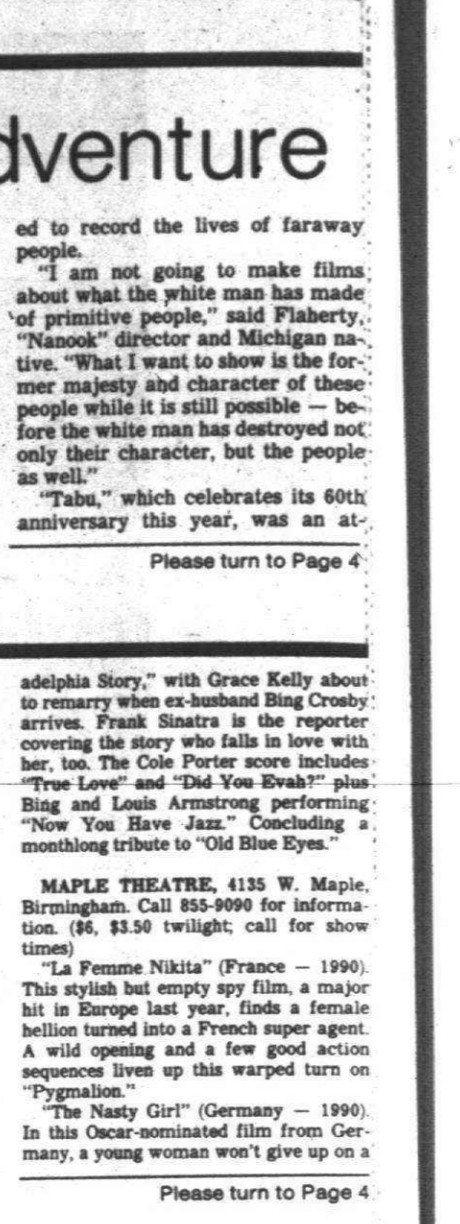 dventure
ed to record the lives of faraway
people.
"I am not going to make films
about what the white man has made
of primitive people," said Flaherty,
"Nanook" director and Michigan na-
tive. "What I want to show is the for-
mer majesty and character of these
people while it is still possible — be-
fore the white man has destroyed not
only their character, but the people
as well."
"Tabu," which celebrates its 60th
anniversary this year, was an at-
Please turn to Page 4
adelphia Story," with Grace Kelly about
to remarry when ex-husband Bing Crosby
arrives. Frank Sinatra is the reporter
covering the story who falls in love with
her, too. The Cole Porter score includes
"True Love" and "Did You Evah?" plus
Bing and Louis Armstrong performing
"Now You Have Jazz." Concluding a
monthlong tribute to "Old Blue Eyes."
MAPLE THEATRE, 4135 W. Maple,
Birmingham. Call 855-9090 for informa-
tion. ($6, $3.50 twilight; call for show
times)
"La Femme Nikita" (France — 1990).
This stylish but empty spy film, a major
hit in Europe last year, finds a female
hellion turned into a French super agent.
A wild opening and a few good action
sequences liven up this warped turn on
"Pygmalion."
"The Nasty Girl" (Germany — 1990).
In this Oscar-nominated film from Ger-
many, a young woman won't give up on a
Please turn to Page 4